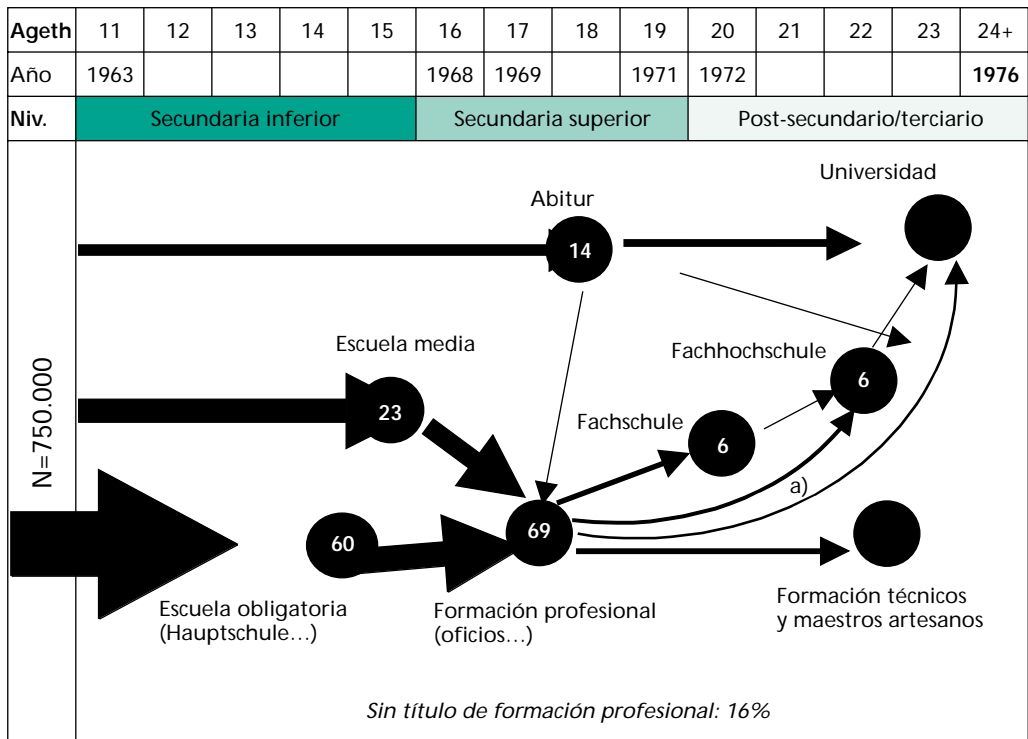 Ageth 11 12 13 14 15 16 17 18 19 20 21 22 23 24+
Año 1963 1968 1969 1971 1972 1976
Niv. Secundaria inferior Secundaria superior Post-secundario/terciario
Universidad
Abitur
14
Escuela media
Fachhochschule
23
6
Fachschule
6
N=750.000
a)
60
69
Escuela obligatoria
(Hauptschule…)
Formación profesional
(oficios…)
Formación técnicos
y maestros artesanos
Sin título de formación profesional: 16%